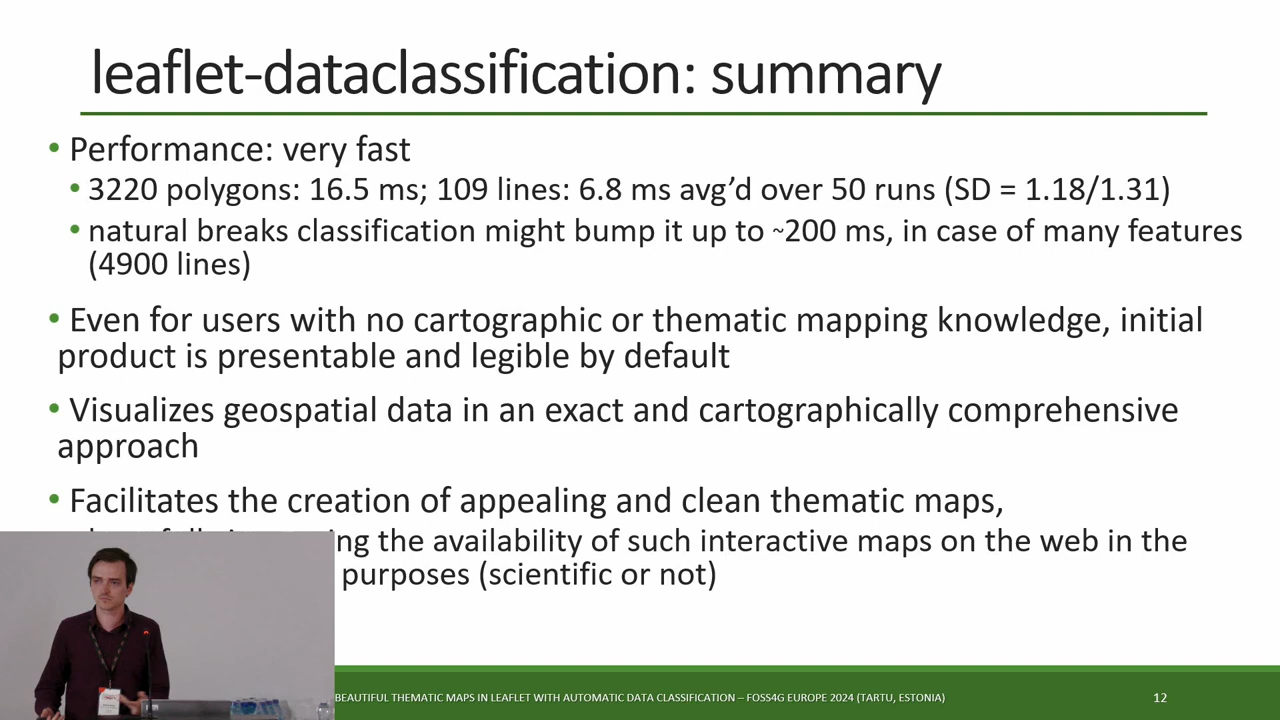 leaflet-dataclassification: summary
• Performance: very fast
• 3220 polygons: 16.5 ms; 109 lines: 6.8 ms avg’d over 50 runs (SD = 1.18/1.31)
• natural breaks classification might bump it up to ~200 ms, in case of many features
(4900 lines)
• Even for users with no cartographic or thematic mapping knowledge, initial
product is presentable and legible by default
• Visualizes geospatial data in an exact and cartographically comprehensive
approach
• Facilitates the creation of appealing and clean thematic maps,
the availability of such interactive maps on the web in the
purposes (scientific or not)
BEAUTIFUL THEMATIC MAPS IN LEAFLET WITH AUTOMATIC DATA CLASSIFICATION – FOSS4G EUROPE 2024 (TARTU, ESTONIA)
12